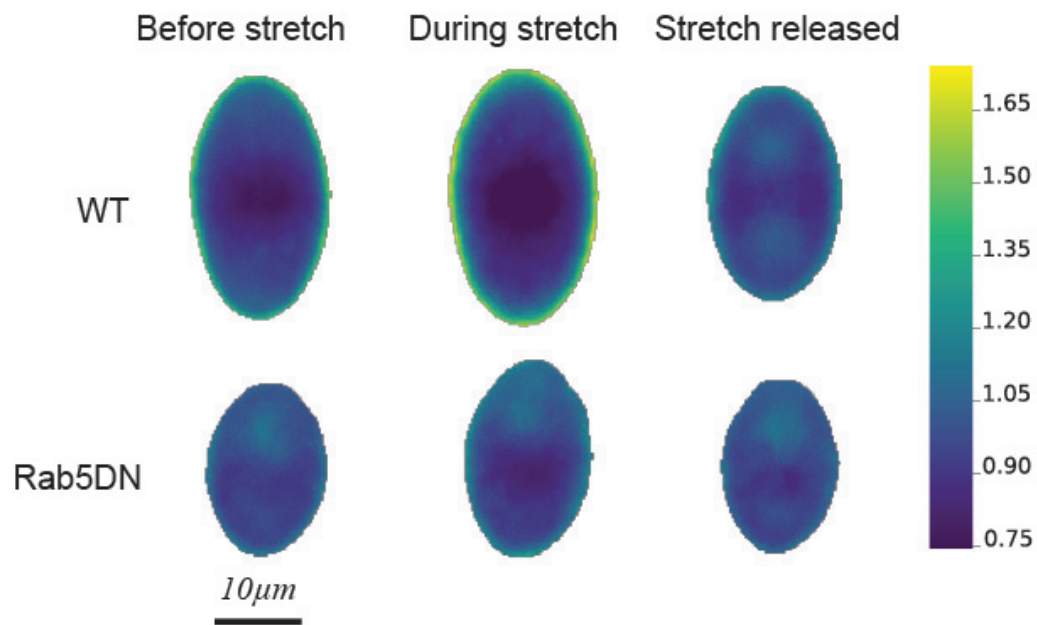 Before stretch During stretch Stretch released
WT
Rab5DN
1.65
1.50
1.35
1.20
1.05
0.90
0.75
10μm